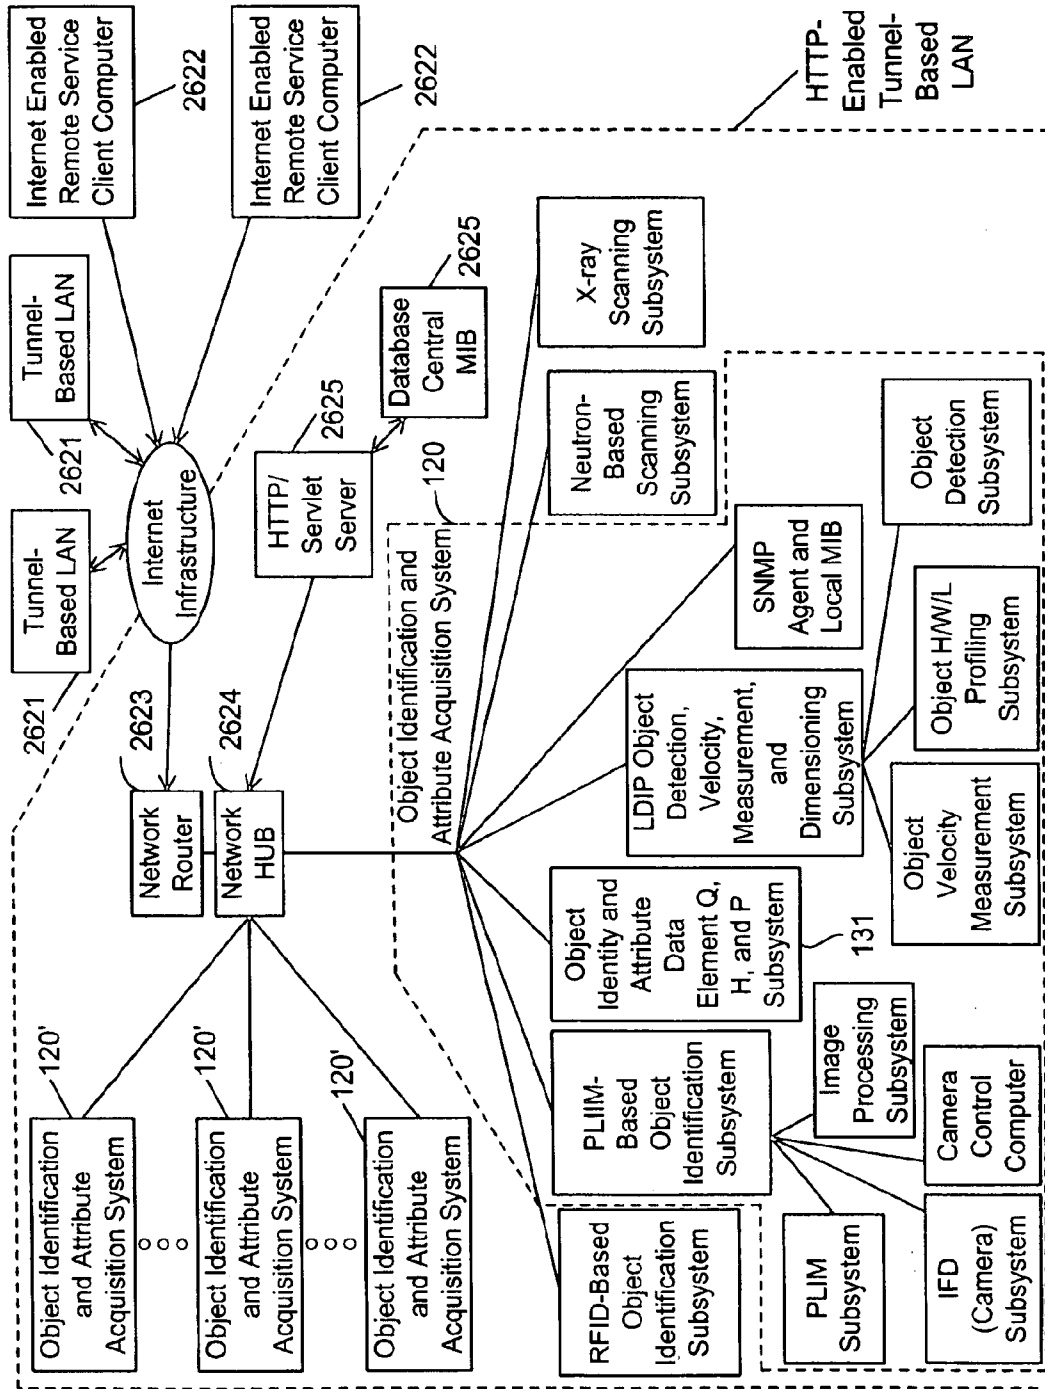 Tunnel-
Based LAN
2621
Tunnel-
Based LAN
2621
Internet Enabled
Remote Service
Client Computer
2622
Internet Enabled
Remote Service
Client Computer
2622
Internet
Infrastructure
Network
Router
2623
Network
HUB
2624
HTTP/
Servlet
Server
2625
Database
Central
MIB
2625
HTTP-
Enabled
Tunnel-
Based
LAN
Object Identification
and Attribute
Acquisition System
120'
Object Identification
and Attribute
Acquisition System
120'
Object Identification
and Attribute
Acquisition System
120'
Object Identification and
Attribute Acquisition System
120
RFID-Based
Object
Identification
Subsystem
PLIIM-
Based
Object
Identification
Subsystem
Object
Identity and
Attribute
Data
Element Q,
H, and P
Subsystem
131
LDIP Object
Detection,
Velocity,
Measurement,
and
Dimensioning
Subsystem
SNMP
Agent and
Local MIB
Neutron-
Based
Scanning
Subsystem
X-ray
Scanning
Subsystem
PLIM
Subsystem
IFD
(Camera)
Subsystem
Camera
Control
Computer
Image
Processing
Subsystem
Object
Velocity
Measurement
Subsystem
Object H/W/L
Profiling
Subsystem
Object
Detection
Subsystem